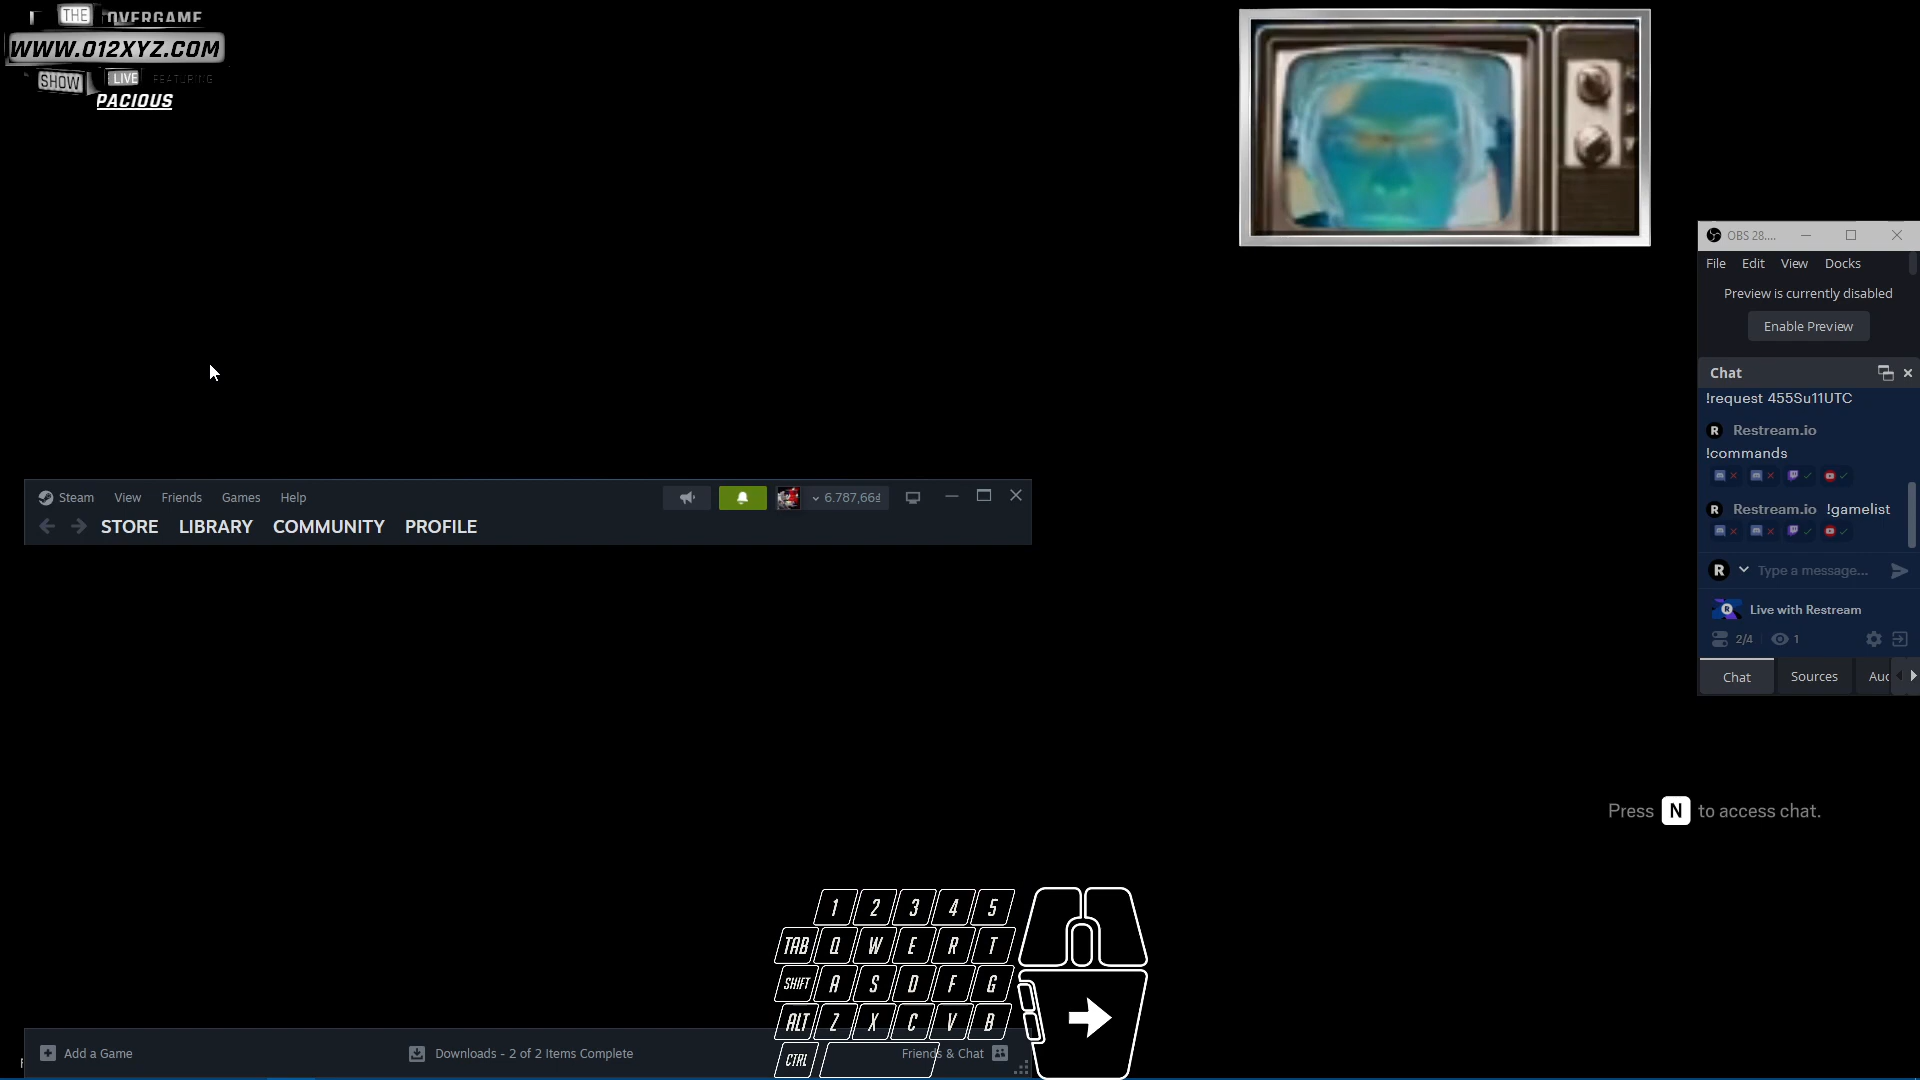 THE OVERGAME
WWW.012XYZ.COM
SHOW LIVE FEATURING
PACIOUS
OBS 28....
File Edit View Docks
Preview is currently disabled
Enable Preview
Chat
!request 455Su11UTC
Restream.io
!commands
Restream.io !gamelist
Type a message...
Live with Restream
2/4 1
Chat Sources Auc
Steam View Friends Games Help
6.787,66₫
STORE LIBRARY COMMUNITY PROFILE
Press N to access chat.
1 2 3 4 5
TAB Q W E R T
SHIFT A S D F G
ALT Z X C V B
CTRL
Add a Game
Downloads - 2 of 2 Items Complete
Friends & Chat